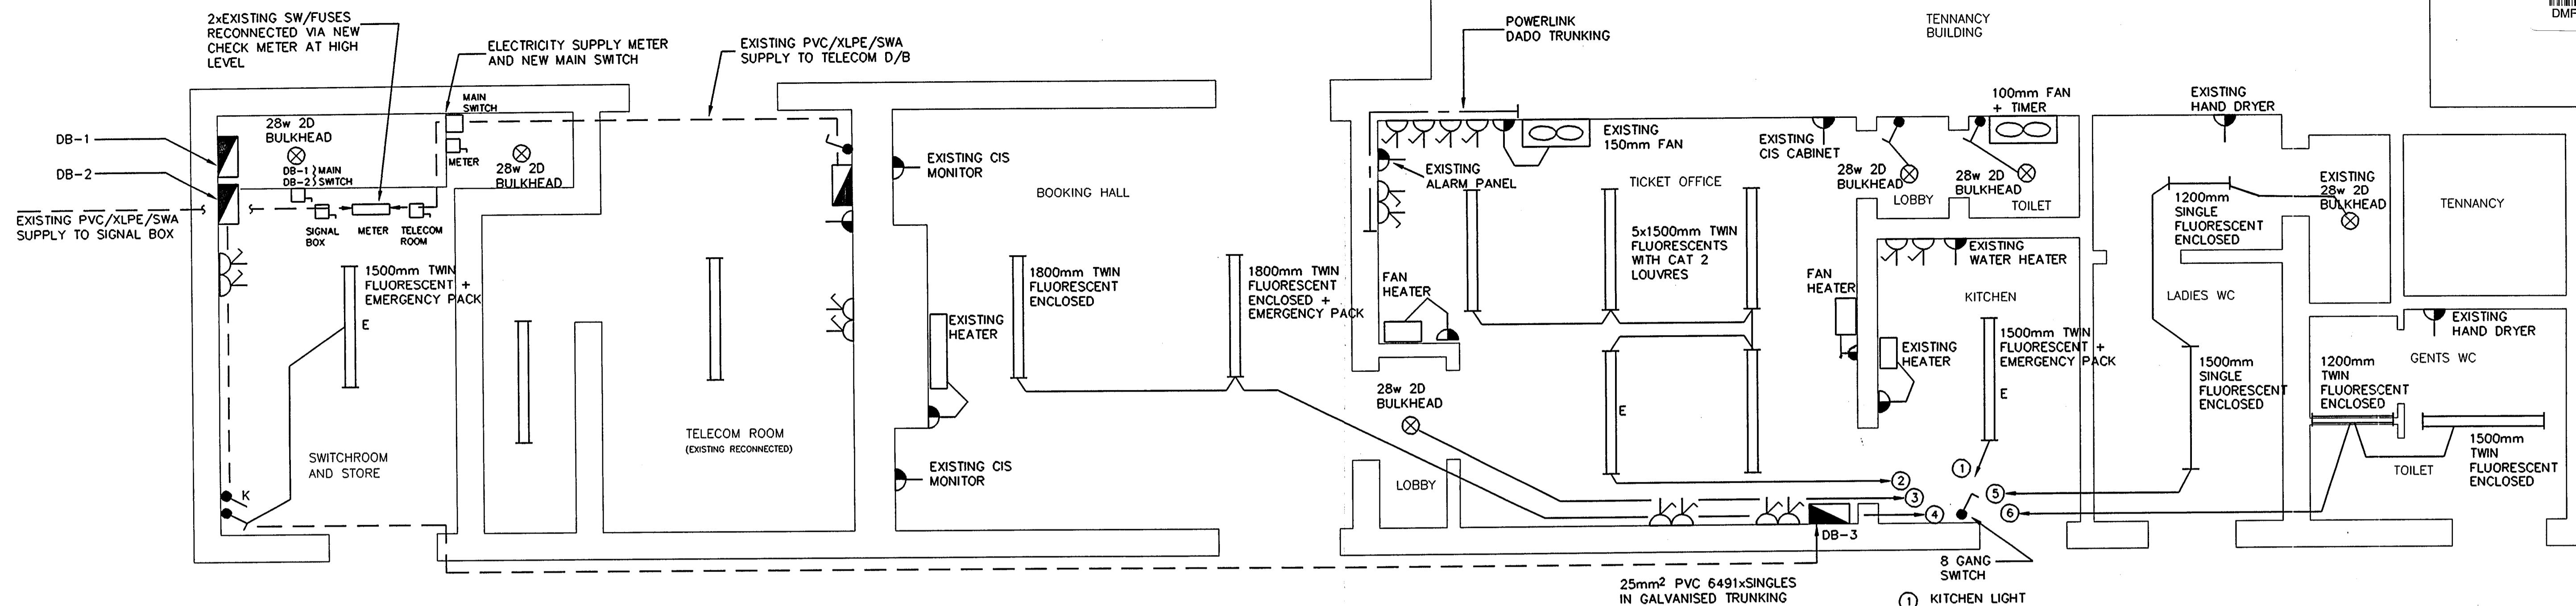 2xEXISTING SW/FUSES
RECONNECTED VIA NEW
CHECK METER AT HIGH
LEVEL
ELECTRICITY SUPPLY METER
AND NEW MAIN SWITCH
EXISTING PVC/XLPE/SWA
SUPPLY TO TELECOM D/B
POWERLINK
DADO TRUNKING
TENNANCY
BUILDING
DMF
DB-1
DB-2
28w 2D
BULKHEAD
DB-1 } MAIN
DB-2 } SWITCH
MAIN
SWITCH
METER
28w 2D
BULKHEAD
EXISTING PVC/XLPE/SWA
SUPPLY TO SIGNAL BOX
SIGNAL
BOX
METER
TELECOM
ROOM
1500mm TWIN
FLUORESCENT +
EMERGENCY PACK
E
K
SWITCHROOM
AND STORE
TELECOM ROOM
(EXISTING RECONNECTED)
EXISTING CIS
MONITOR
BOOKING HALL
1800mm TWIN
FLUORESCENT
ENCLOSED
1800mm TWIN
FLUORESCENT
ENCLOSED +
EMERGENCY PACK
EXISTING
HEATER
EXISTING CIS
MONITOR
EXISTING
150mm FAN
EXISTING
ALARM PANEL
TICKET OFFICE
5x1500mm TWIN
FLUORESCENTS
WITH CAT 2
LOUVRES
FAN
HEATER
28w 2D
BULKHEAD
LOBBY
E
EXISTING
CIS CABINET
28w 2D
BULKHEAD
LOBBY
100mm FAN
+ TIMER
28w 2D
BULKHEAD
TOILET
EXISTING
WATER HEATER
FAN
HEATER
KITCHEN
EXISTING
HEATER
1500mm TWIN
FLUORESCENT +
EMERGENCY PACK
E
1
2
3
4
5
6
DB-3
8 GANG
SWITCH
25mm² PVC 6491xSINGLES
IN GALVANISED TRUNKING
1 KITCHEN LIGHT
EXISTING
HAND DRYER
1200mm
SINGLE
FLUORESCENT
ENCLOSED
LADIES WC
1500mm
SINGLE
FLUORESCENT
ENCLOSED
EXISTING
28w 2D
BULKHEAD
TENNANCY
EXISTING
HAND DRYER
GENTS WC
1200mm
TWIN
FLUORESCENT
ENCLOSED
TOILET
1500mm
TWIN
FLUORESCENT
ENCLOSED